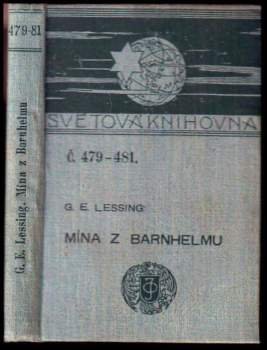 479-81
G. E. Lessing. Mína z Barnhelmu
SVĚTOVÁ KNIHOVNA
Č. 479-481.
G. E. LESSING:
MÍNA Z BARNHELMU